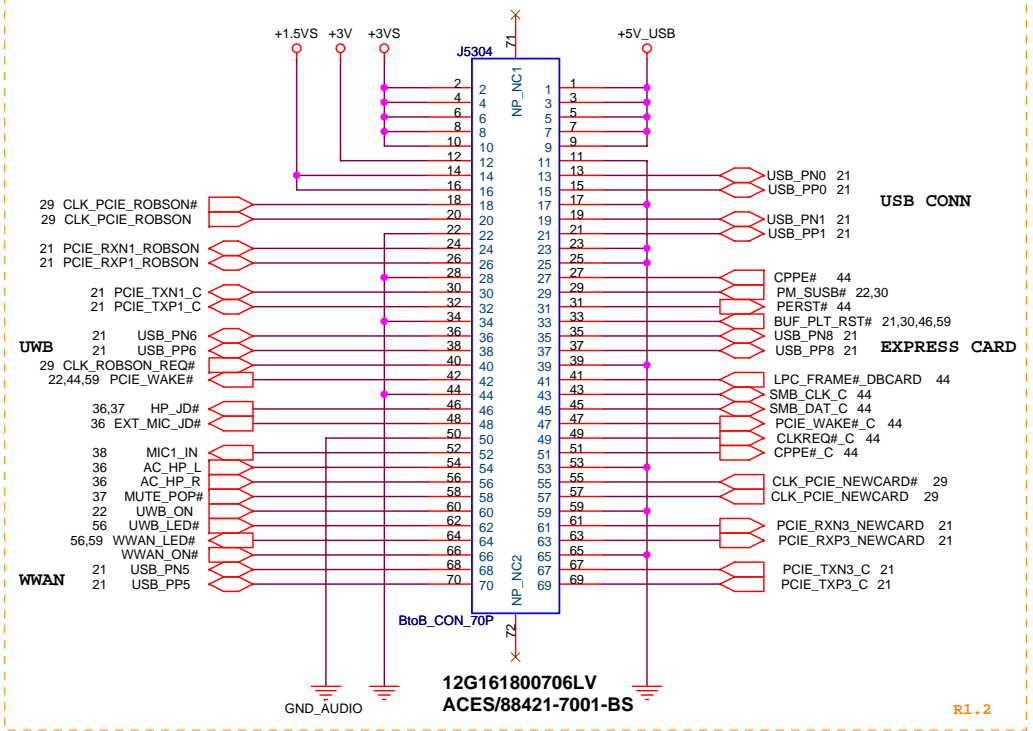 +1.5VS +3V +3VS +5V_USB
J5304 71
NP_NC1
2 2 1 1
4 4 3 3
6 6 5 5
8 8 7 7
10 10 9 9
12 12 11 11
14 14 13 13 USB_PN0 21
16 16 15 15 USB_PP0 21
USB CONN
29 CLK_PCIE_ROBSON# 18 18 17 17
29 CLK_PCIE_ROBSON 20 20 19 19 USB_PN1 21
22 22 21 21 USB_PP1 21
21 PCIE_RXN1_ROBSON 24 24 23 23
21 PCIE_RXP1_ROBSON 26 26 25 25
28 28 27 27 CPPE# 44
21 PCIE_TXN1_C 30 30 29 29 PM_SUSB# 22,30
21 PCIE_TXP1_C 32 32 31 31 PERST# 44
34 34 33 33 BUF_PLT_RST# 21,30,46,59
21 USB_PN6 36 36 35 35 USB_PN8 21
UWB EXPRESS CARD
21 USB_PP6 38 38 37 37 USB_PP8 21
29 CLK_ROBSON_REQ# 40 40 39 39
22,44,59 PCIE_WAKE# 42 42 41 41 LPC_FRAME#_DBCARD 44
44 44 43 43 SMB_CLK_C 44
36,37 HP_JD# 46 46 45 45 SMB_DAT_C 44
36 EXT_MIC_JD# 48 48 47 47 PCIE_WAKE#_C 44
50 50 49 49 CLKREQ#_C 44
38 MIC1_IN 52 52 51 51 CPPE#_C 44
36 AC_HP_L 54 54 53 53
36 AC_HP_R 56 56 55 55 CLK_PCIE_NEWCARD# 29
37 MUTE_POP# 58 58 57 57 CLK_PCIE_NEWCARD 29
22 UWB_ON 60 60 59 59
56 UWB_LED# 62 62 61 61 PCIE_RXN3_NEWCARD 21
56,59 WWAN_LED# 64 64 63 63 PCIE_RXP3_NEWCARD 21
WWAN_ON# 66 66 65 65
21 USB_PN5 68 68 67 67 PCIE_TXN3_C 21
WWAN
21 USB_PP5 70 70 69 69 PCIE_TXP3_C 21
NP_NC2
BtoB_CON_70P 72
12G161800706LV
ACES/88421-7001-BS
GND_AUDIO
R1.2